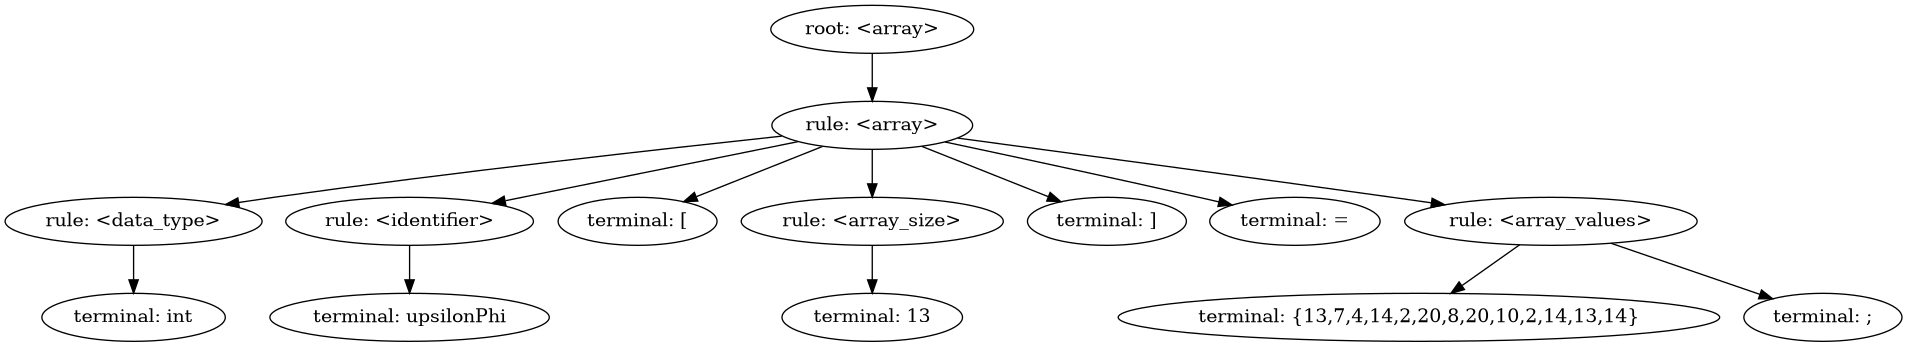 root: <array>
rule: <array>
rule: <data_type>
rule: <identifier>
terminal: [
rule: <array_size>
terminal: ]
terminal: =
rule: <array_values>
terminal: int
terminal: upsilonPhi
terminal: 13
terminal: {13,7,4,14,2,20,8,20,10,2,14,13,14}
terminal: ;